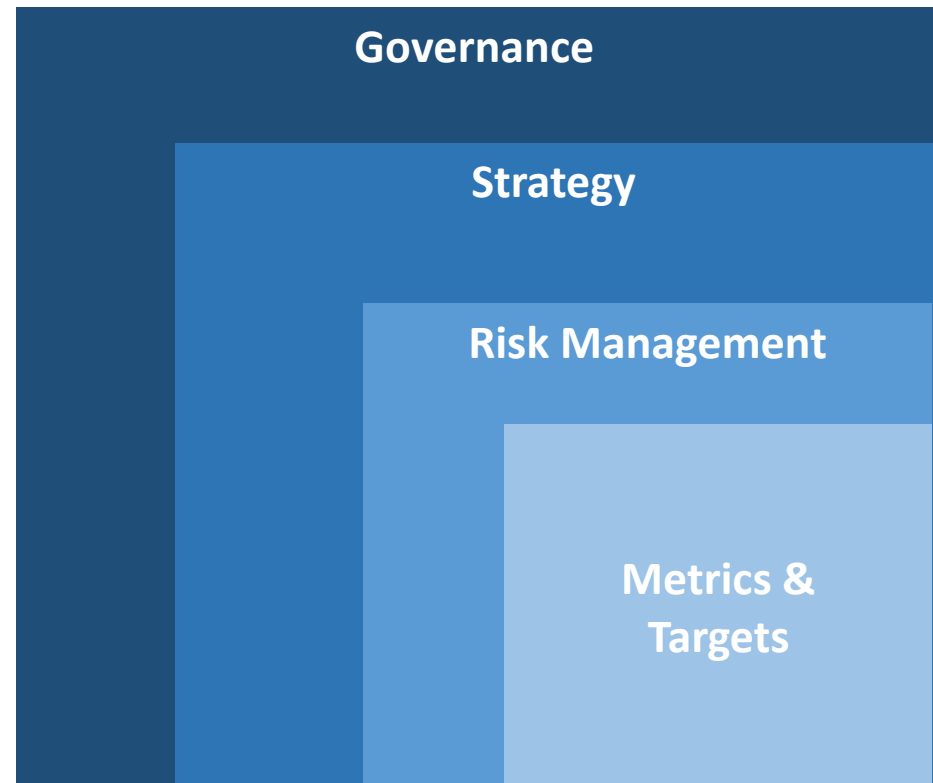 Governance
Strategy
Risk Management
Metrics &
Targets